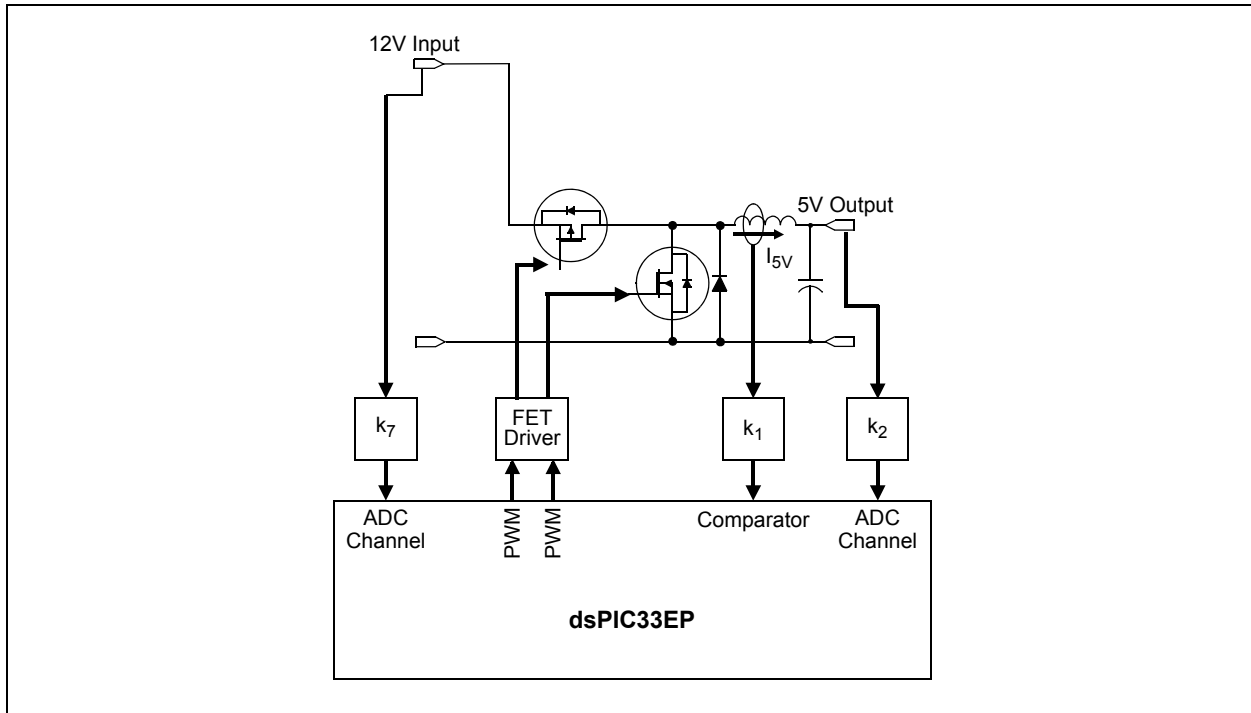 12V Input
5V Output
I5V
k7
FET
Driver
k1
k2
ADC
Channel
PWM
PWM
Comparator
ADC
Channel
dsPIC33EP